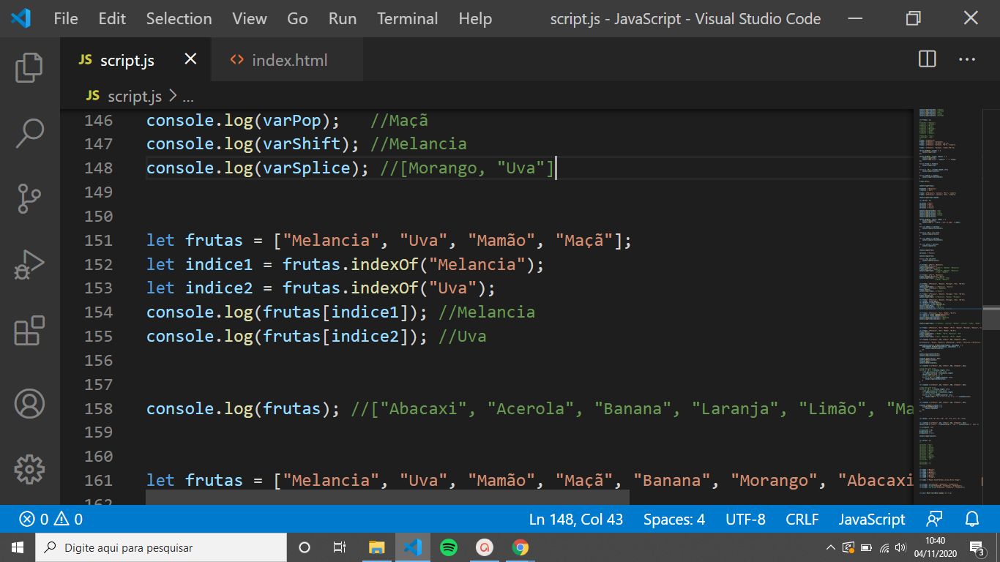 File Edit Selection View Go Run Terminal Help script.js - JavaScript - Visual Studio Code
JS script.js index.html
JS script.js > ...
146 console.log(varPop); //Maçã
147 console.log(varShift); //Melancia
148 console.log(varSplice); //[Morango, "Uva"]
149
150
151 let frutas = ["Melancia", "Uva", "Mamão", "Maçã"];
152 let indice1 = frutas.indexOf("Melancia");
153 let indice2 = frutas.indexOf("Uva");
154 console.log(frutas[indice1]); //Melancia
155 console.log(frutas[indice2]); //Uva
156
157
158 console.log(frutas); //["Abacaxi", "Acerola", "Banana", "Laranja", "Limão", "Ma
159
160
161 let frutas = ["Melancia", "Uva", "Mamão", "Maçã", "Banana", "Morango", "Abacaxi
162
0 0 Ln 148, Col 43 Spaces: 4 UTF-8 CRLF JavaScript
Digite aqui para pesquisar
10:40
04/11/2020
3